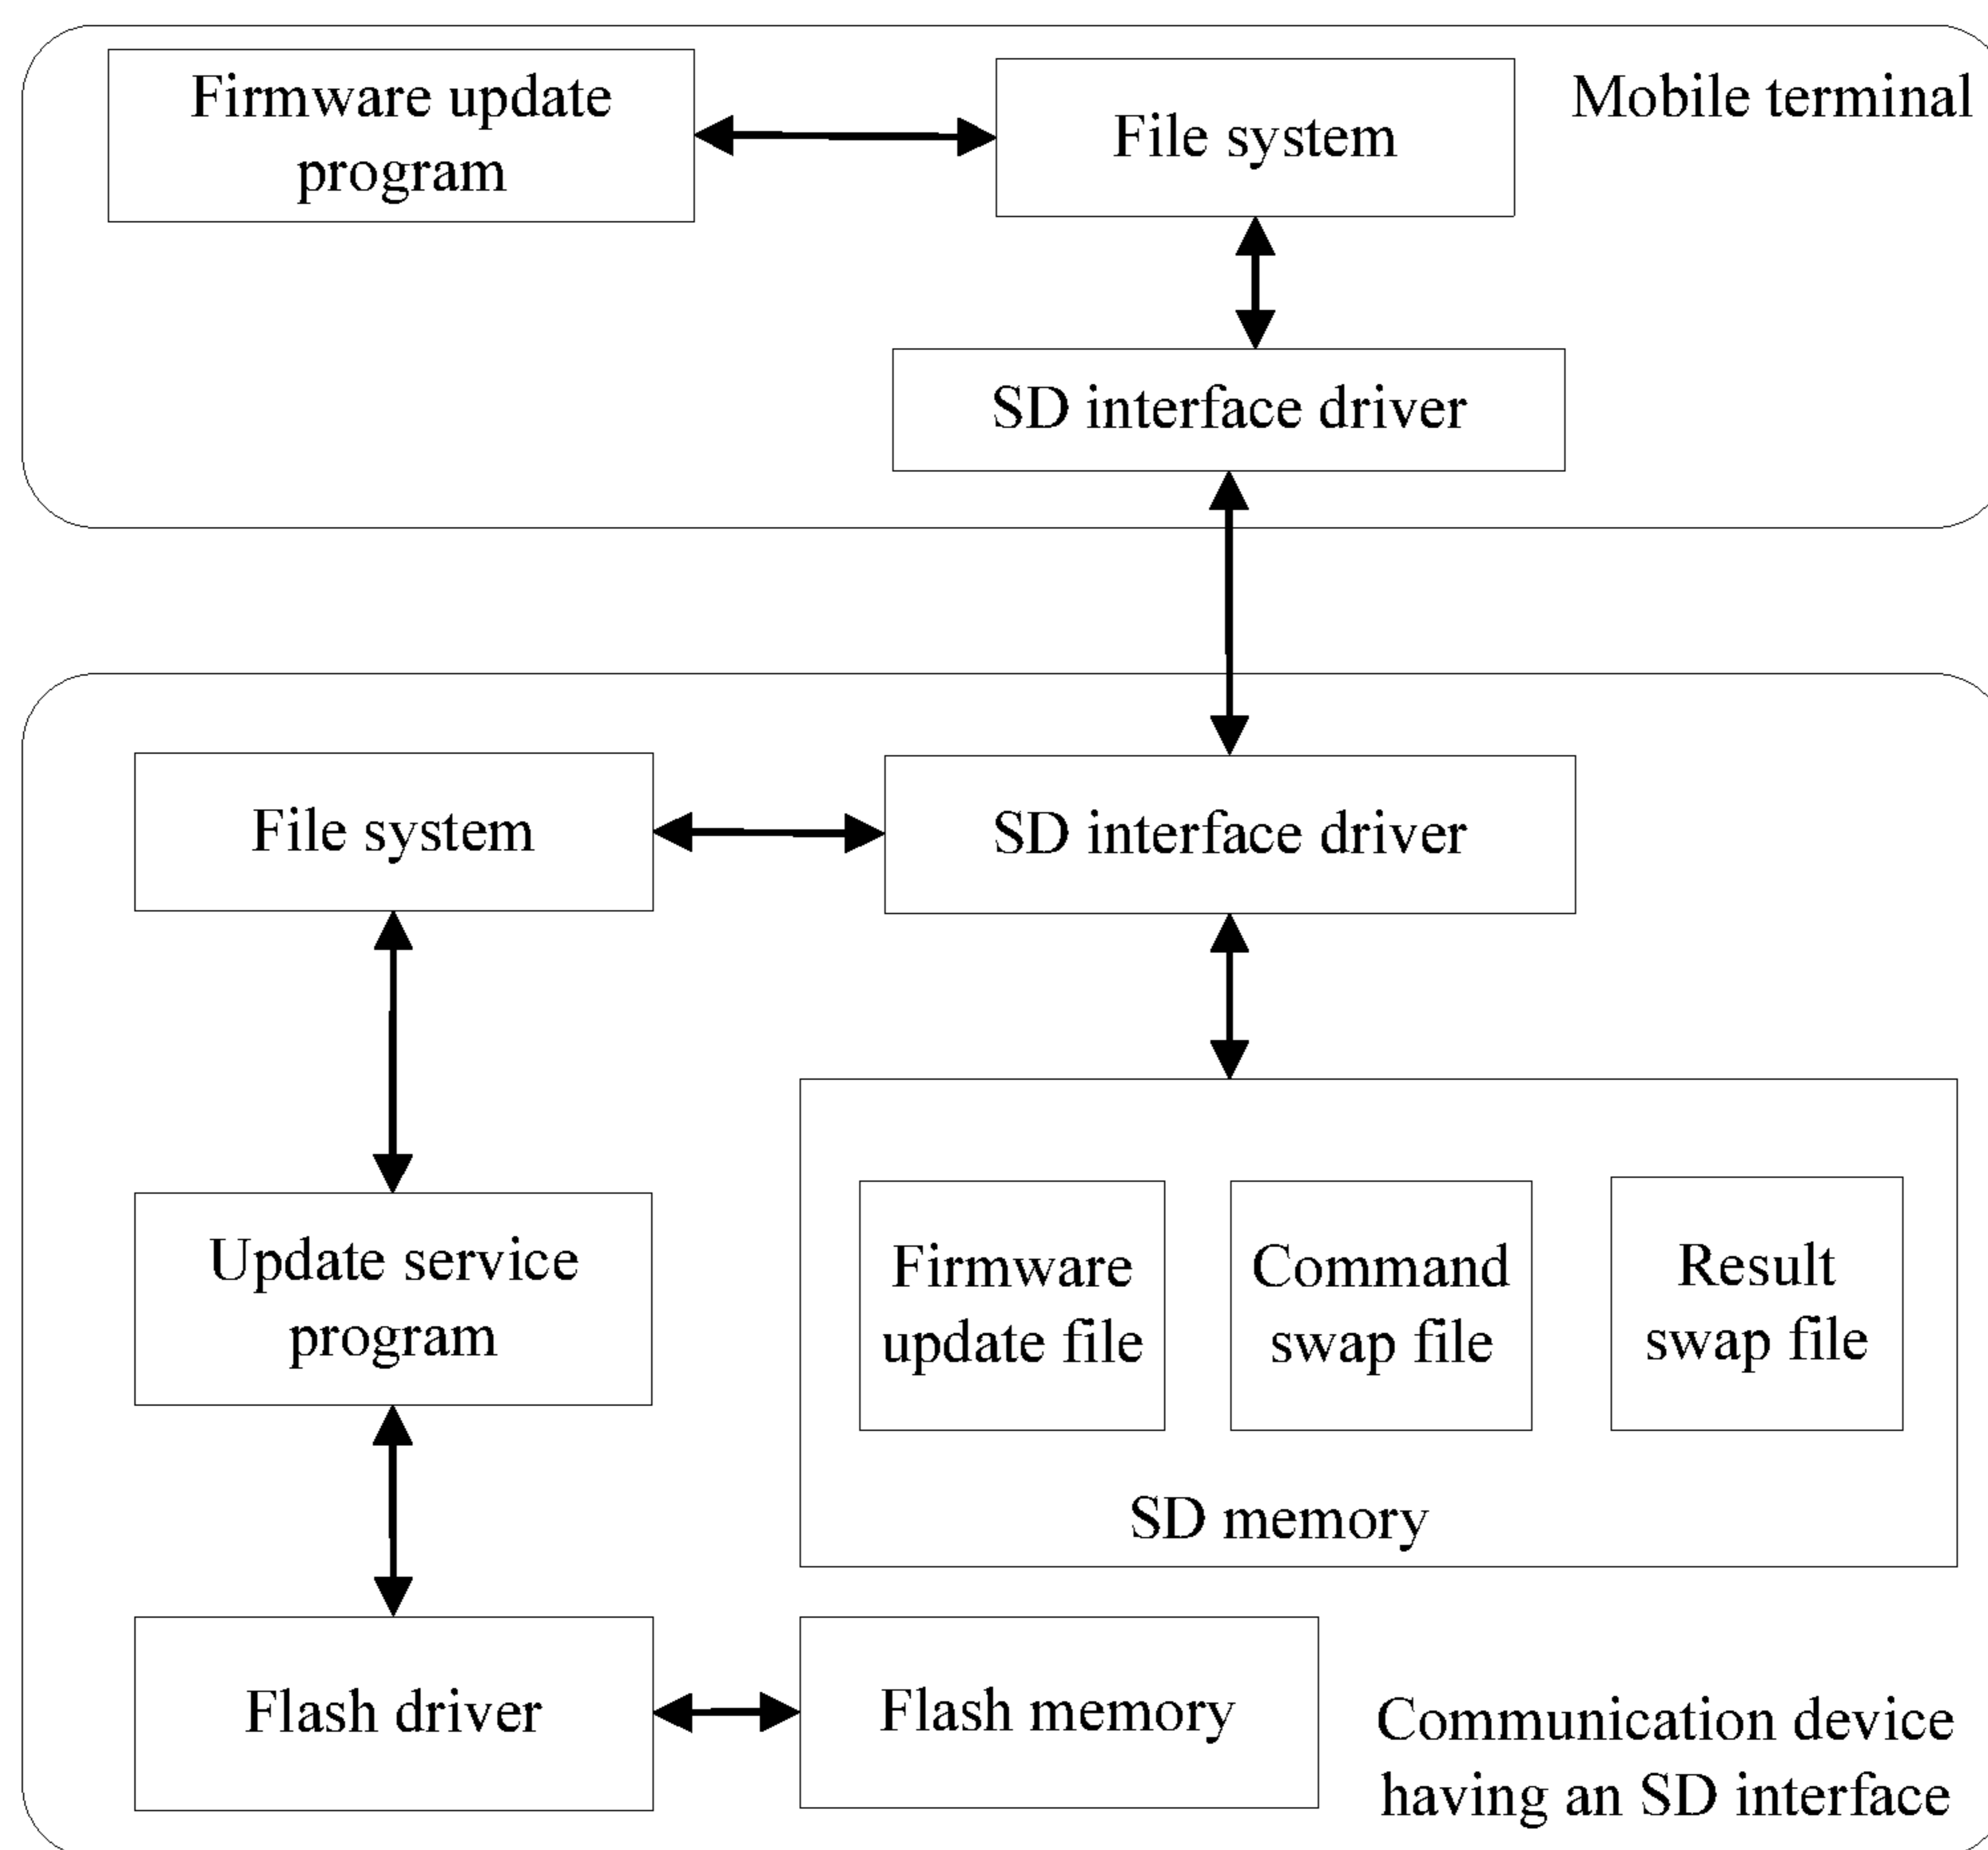 Firmware update
program
File system
Mobile terminal
SD interface driver
File system
SD interface driver
Update service
program
Firmware
update file
Command
swap file
Result
swap file
SD memory
Flash driver
Flash memory
Communication device
having an SD interface